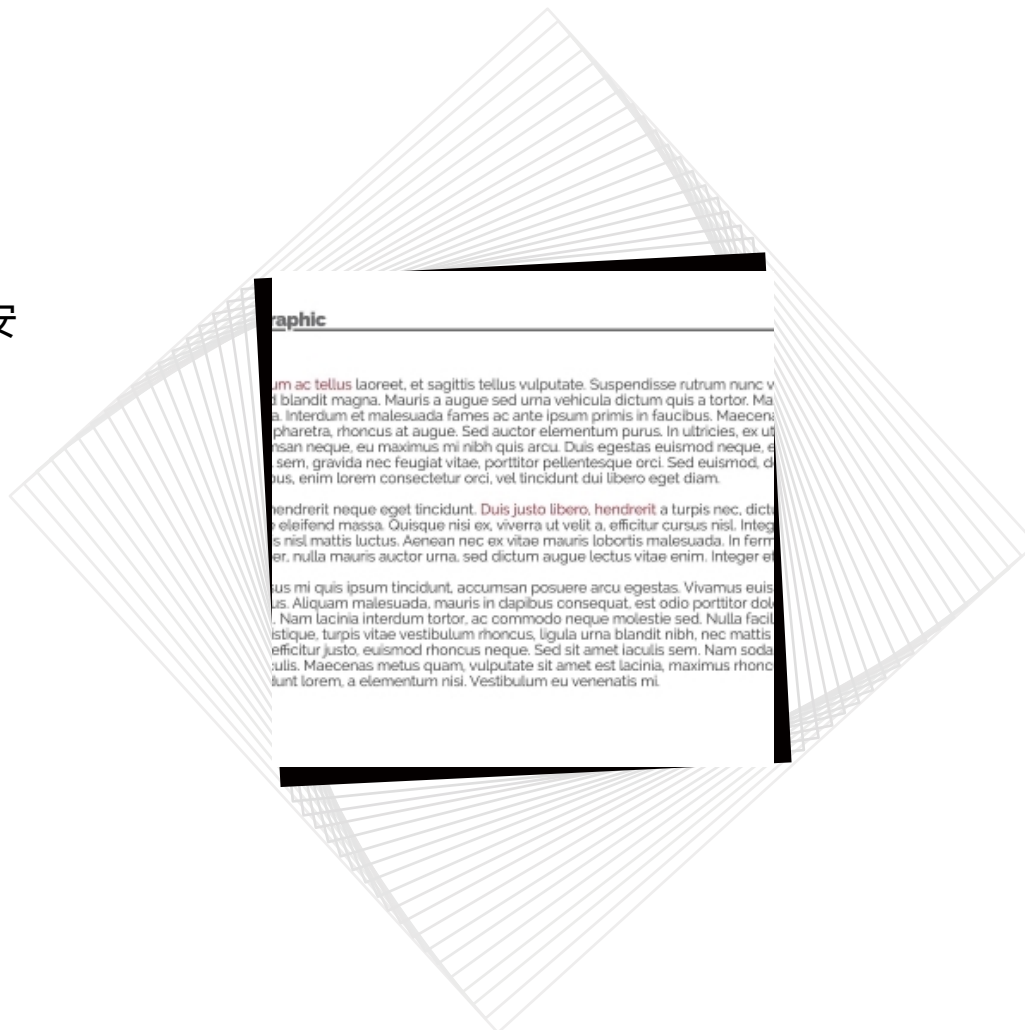 安
raphic
um ac tellus laoreet, et sagittis tellus vulputate. Suspendisse rutrum nunc v
d blandit magna. Mauris a augue sed urna vehicula dictum quis a tortor. Ma
a. Interdum et malesuada fames ac ante ipsum primis in faucibus. Maecena
pharetra, rhoncus at augue. Sed auctor elementum purus. In ultricies, ex ut
msan neque, eu maximus mi nibh quis arcu. Duis egestas euismod neque, e
sem, gravida nec feugiat vitae, porttitor pellentesque orci. Sed euismod, d
bus, enim lorem consectetur orci, vel tincidunt dui libero eget diam.
hendrerit neque eget tincidunt. Duis justo libero, hendrerit a turpis nec, dictu
eleifend massa. Quisque nisi ex, viverra ut velit a, efficitur cursus nisl. Integ
s nisl mattis luctus. Aenean nec ex vitae mauris lobortis malesuada. In ferm
er, nulla mauris auctor urna, sed dictum augue lectus vitae enim. Integer et
sus mi quis ipsum tincidunt, accumsan posuere arcu egestas. Vivamus euis
us. Aliquam malesuada, mauris in dapibus consequat, est odio porttitor dol
. Nam lacinia interdum tortor, ac commodo neque molestie sed. Nulla facil
istique, turpis vitae vestibulum rhoncus, ligula urna blandit nibh, nec mattis
efficitur justo, euismod rhoncus neque. Sed sit amet iaculis sem. Nam soda
culis. Maecenas metus quam, vulputate sit amet est lacinia, maximus rhonc
dunt lorem, a elementum nisi. Vestibulum eu venenatis mi.